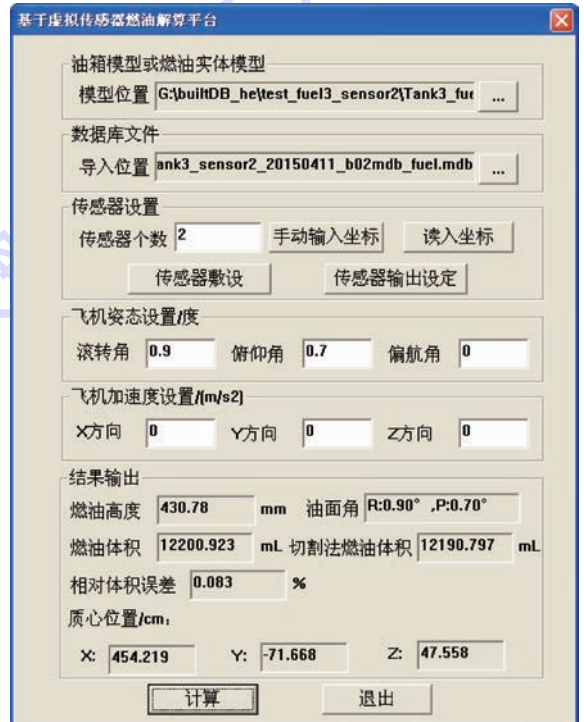 基于虚拟传感器燃油解算平台
油箱模型或燃油实体模型
模型位置 G:\builtDB_he\test_fuel3_sensor2\Tank3_fue ...
数据库文件
导入位置 ank3_sensor2_20150411_b02mdb_fuel.mdb ...
传感器设置
传感器个数 2 手动输入坐标 读入坐标
传感器敷设 传感器输出设定
飞机姿态设置/度
滚转角 0.9 俯仰角 0.7 偏航角 0
飞机加速度设置/(m/s2)
X方向 0 Y方向 0 Z方向 0
结果输出
燃油高度 430.78 mm 油面角 R:0.90° ,P:0.70°
燃油体积 12200.923 mL 切割法燃油体积 12190.797 mL
相对体积误差 0.083 %
质心位置/cm:
X: 454.219 Y: -71.668 Z: 47.558
计算 退出